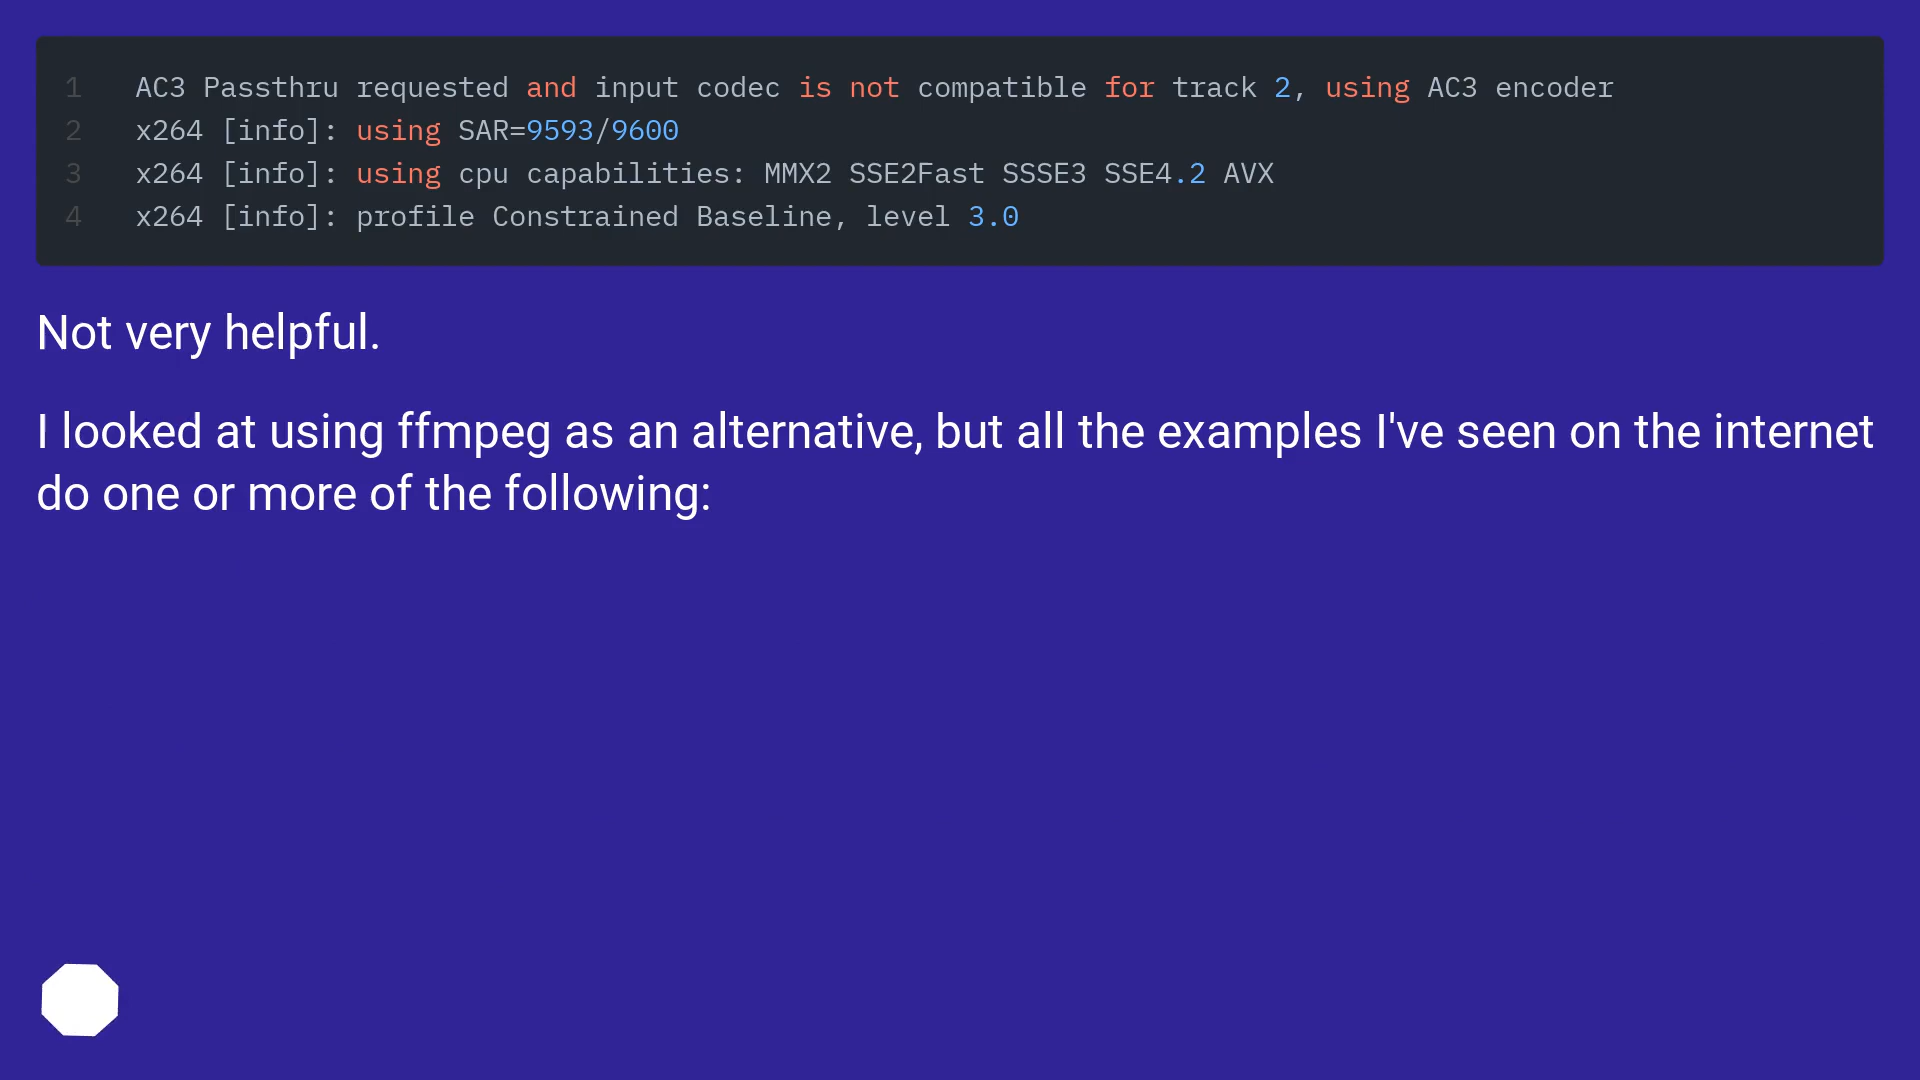 1 AC3 Passthru requested and input codec is not compatible for track 2, using AC3 encoder
2 x264 [info]: using SAR=9593/9600
3 x264 [info]: using cpu capabilities: MMX2 SSE2Fast SSSE3 SSE4.2 AVX
4 x264 [info]: profile Constrained Baseline, level 3.0
Not very helpful.
I looked at using ffmpeg as an alternative, but all the examples I've seen on the internet
do one or more of the following: